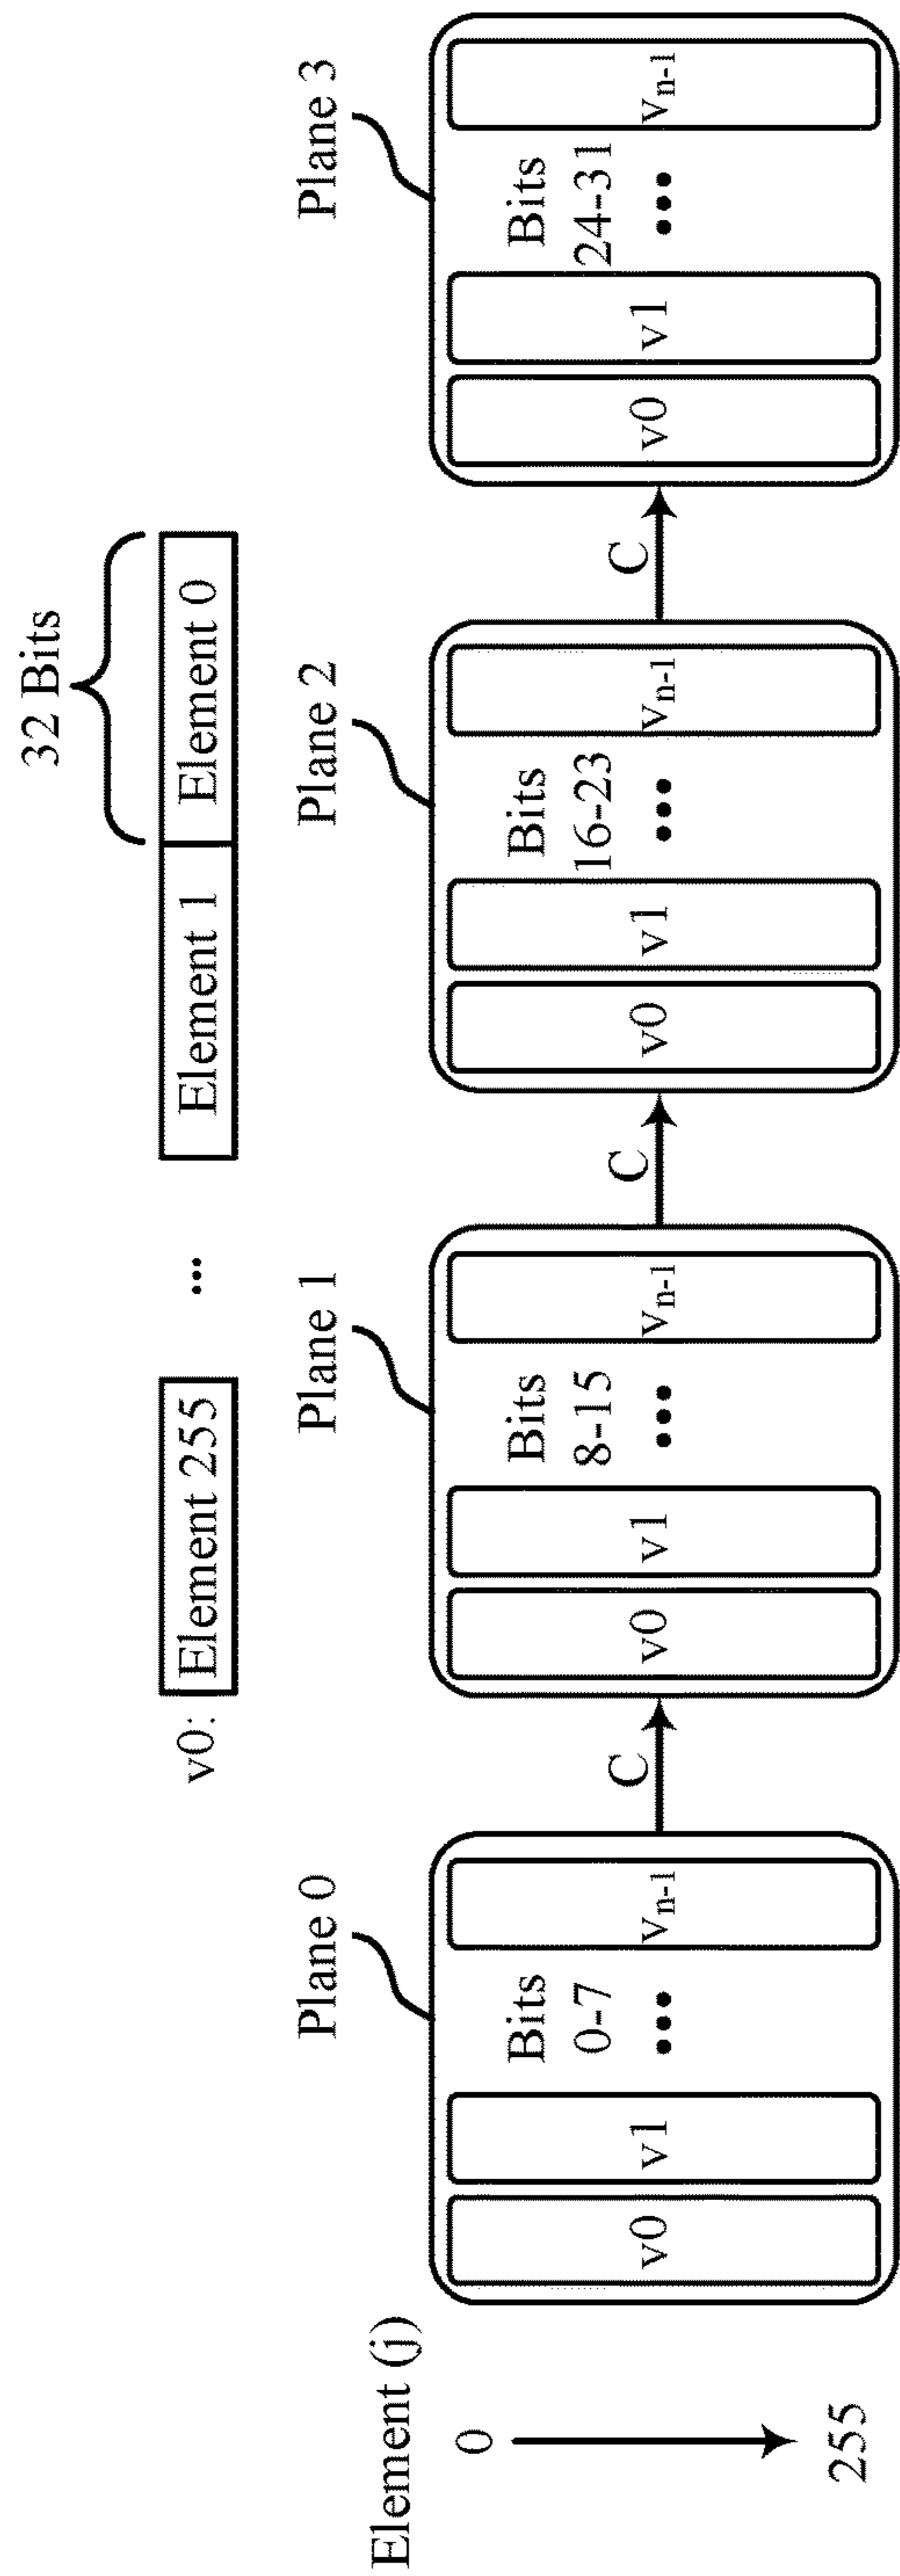 32 Bits
v0: Element 255 ... Element 1 Element 0
Element (j)
0
255
Plane 0
Bits
0-7
v0 v1 ... vn-1
C
Plane 1
Bits
8-15
v0 v1 ... vn-1
C
Plane 2
Bits
16-23
v0 v1 ... vn-1
C
Plane 3
Bits
24-31
v0 v1 ... vn-1